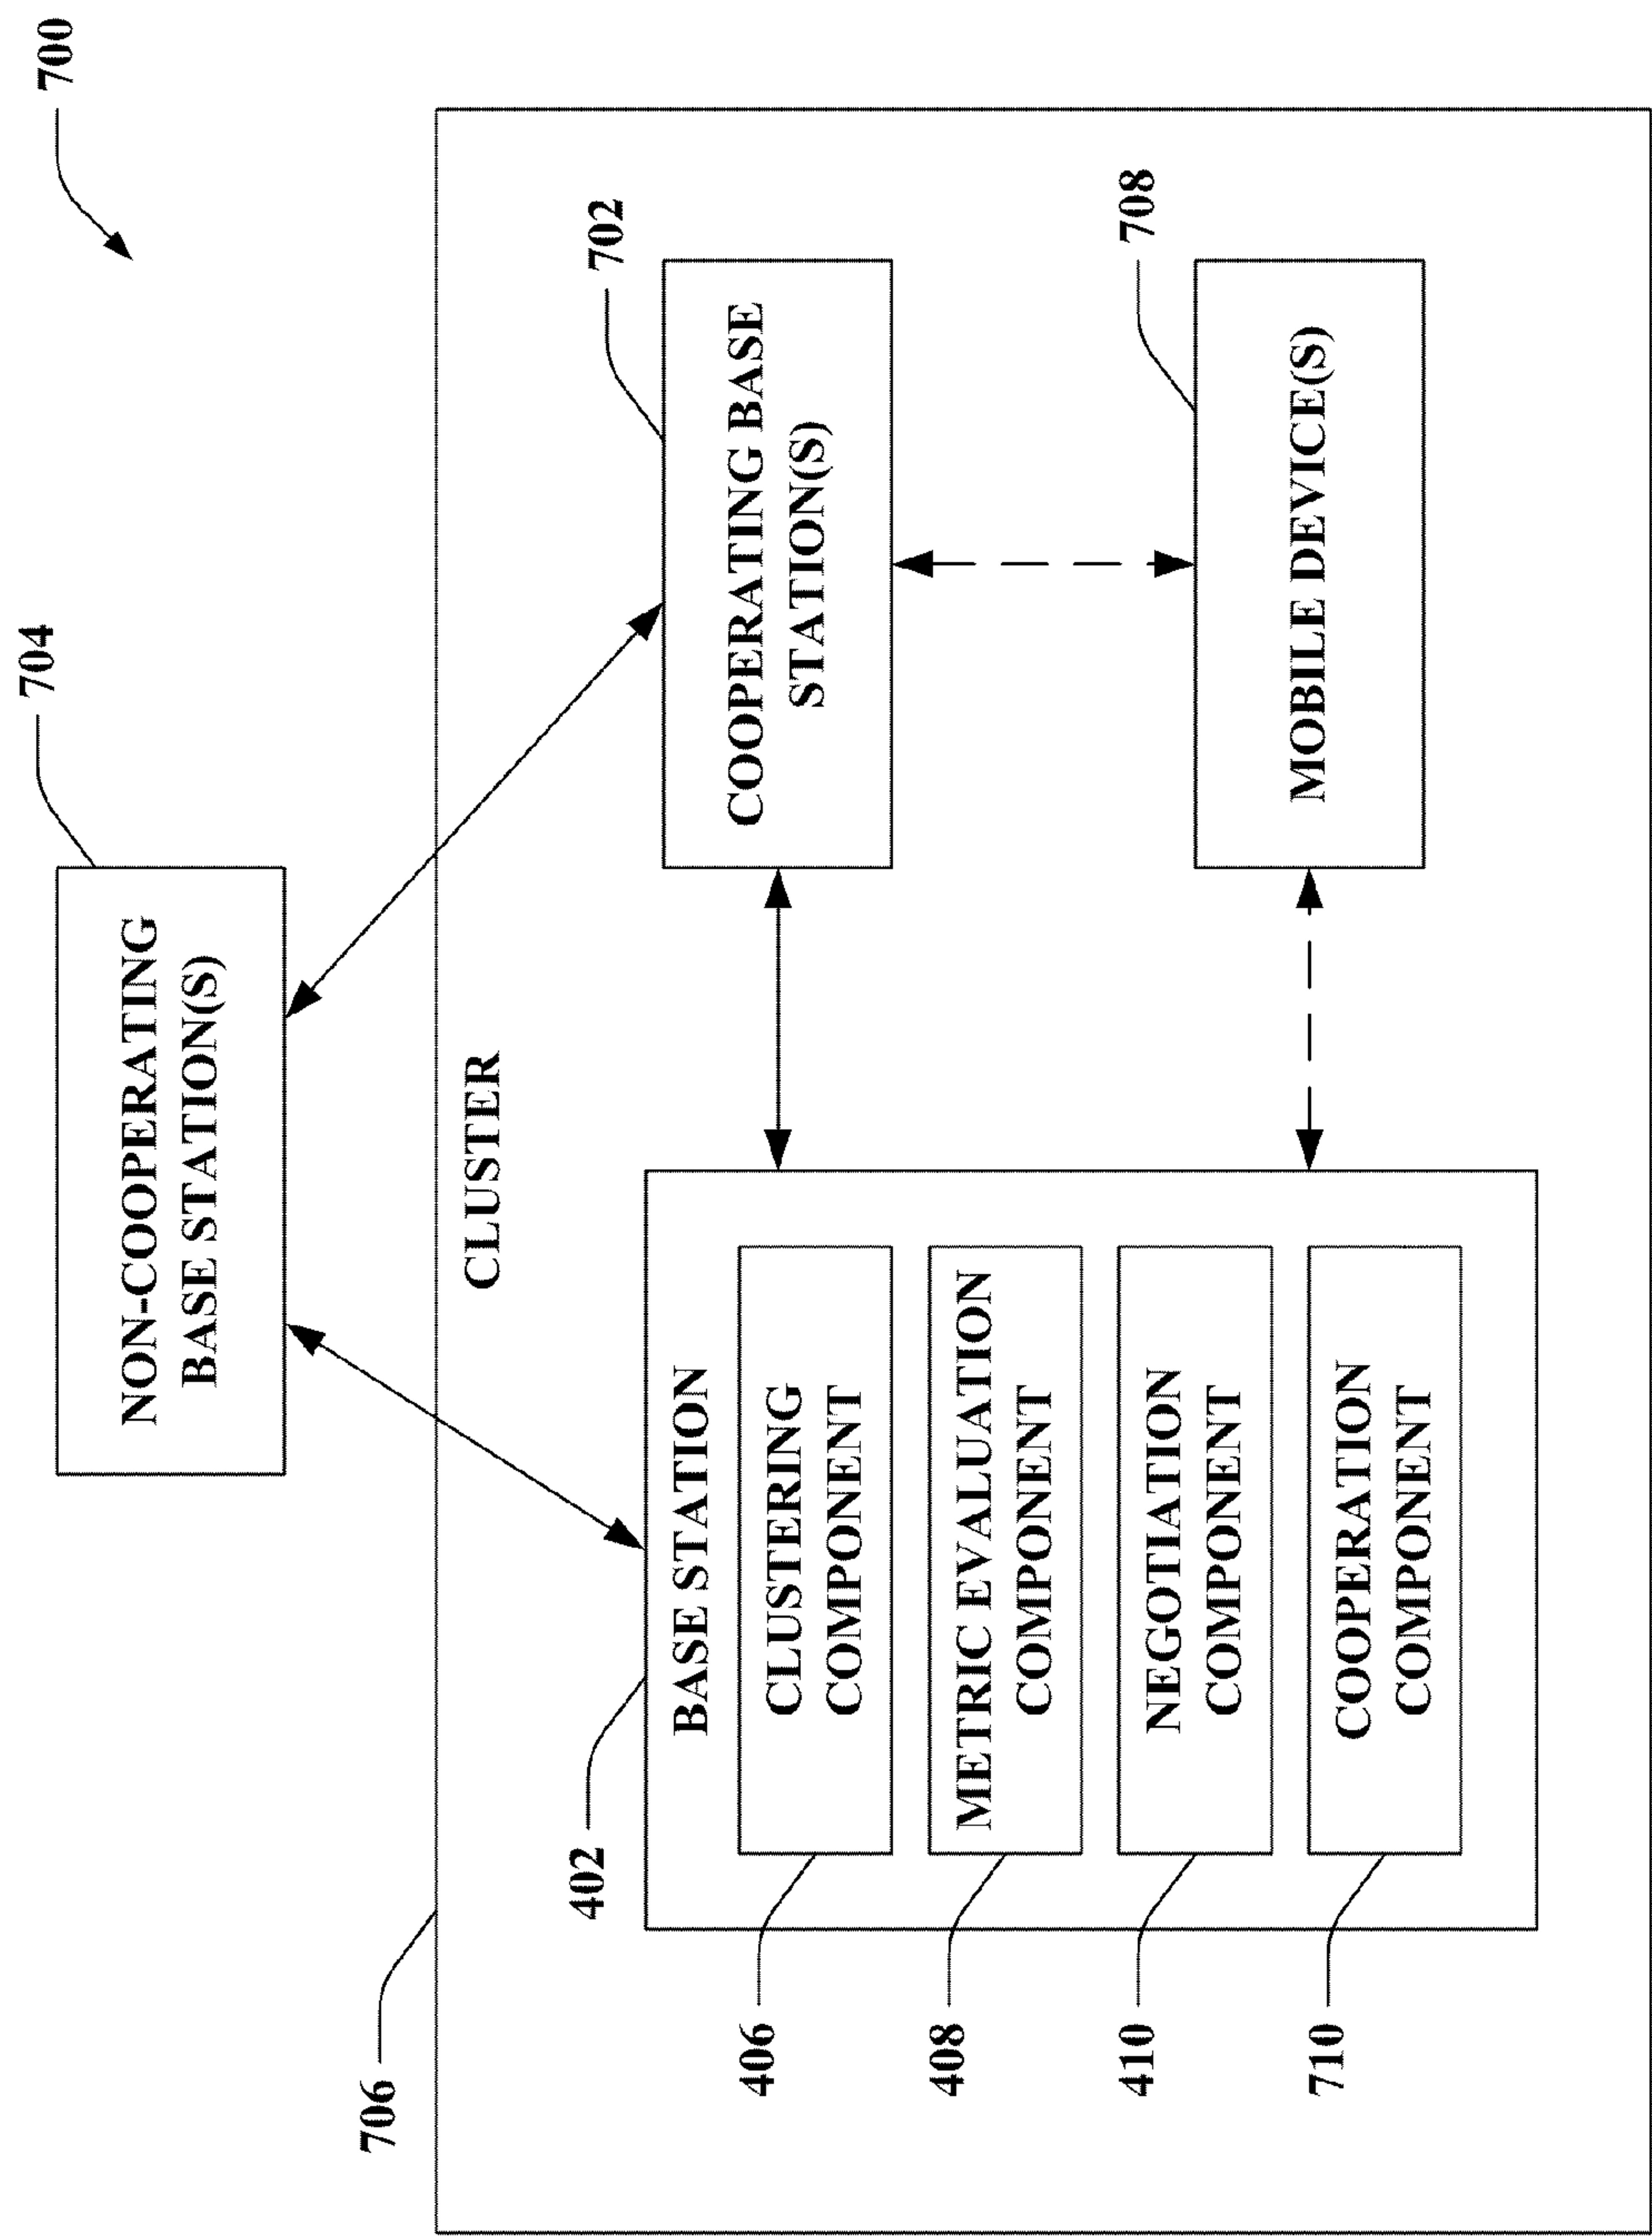 700
704
NON-COOPERATING
BASE STATION(S)
706
CLUSTER
402
BASE STATION
406
CLUSTERING
COMPONENT
408
METRIC EVALUATION
COMPONENT
410
NEGOTIATION
COMPONENT
710
COOPERATION
COMPONENT
702
COOPERATING BASE
STATION(S)
708
MOBILE DEVICE(S)